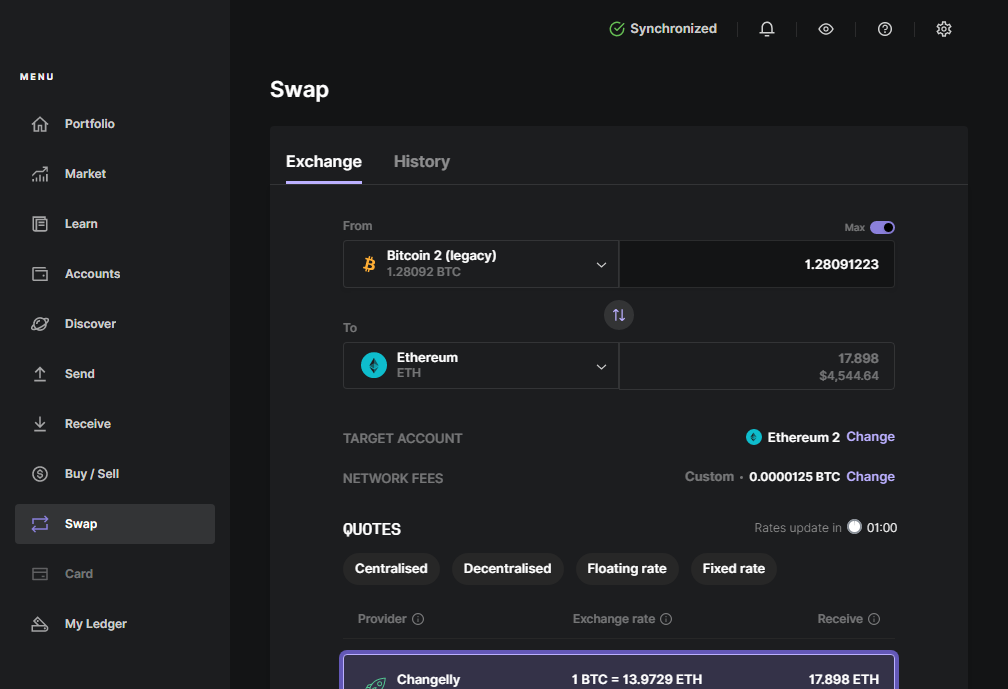 Synchronized
MENU
Portfolio
Market
Learn
Accounts
Discover
Send
Receive
Buy / Sell
Swap
Card
My Ledger
Swap
Exchange History
From Max
Bitcoin 2 (legacy)
1.28092 BTC
1.28091223
To
Ethereum
ETH
17.898
$4,544.64
TARGET ACCOUNT Ethereum 2 Change
NETWORK FEES Custom · 0.0000125 BTC Change
QUOTES Rates update in 01:00
Centralised Decentralised Floating rate Fixed rate
Provider Exchange rate Receive
Changelly 1 BTC = 13.9729 ETH 17.898 ETH